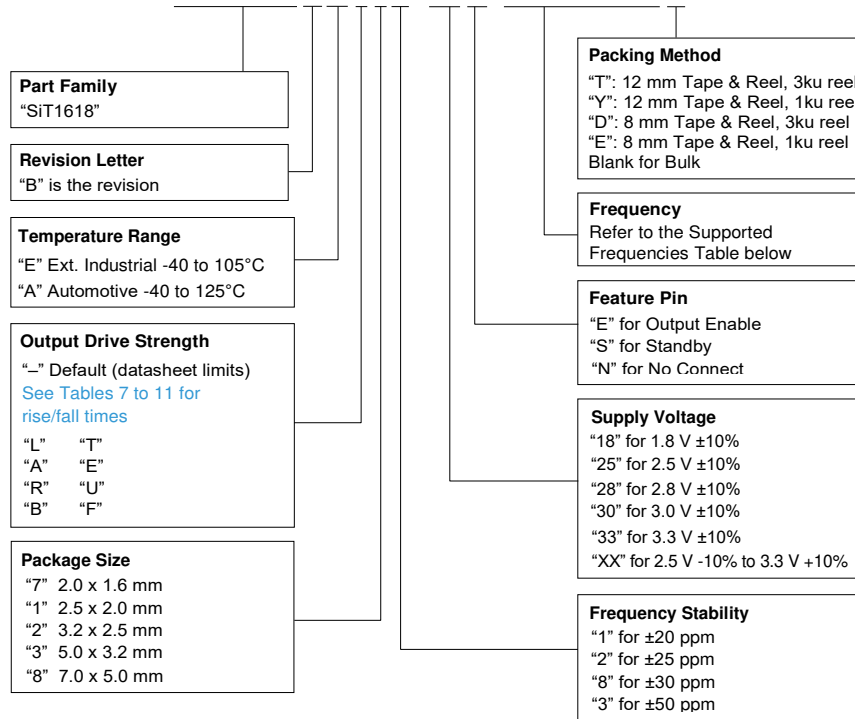 Part Family
“SiT1618”
Revision Letter
“B” is the revision
Temperature Range
“E” Ext. Industrial -40 to 105°C
“A” Automotive -40 to 125°C
Output Drive Strength
“–” Default (datasheet limits)
See Tables 7 to 11 for
rise/fall times
“L” “T”
“A” “E”
“R” “U”
“B” “F”
Package Size
“7” 2.0 x 1.6 mm
“1” 2.5 x 2.0 mm
“2” 3.2 x 2.5 mm
“3” 5.0 x 3.2 mm
“8” 7.0 x 5.0 mm
Packing Method
“T”: 12 mm Tape & Reel, 3ku reel
“Y”: 12 mm Tape & Reel, 1ku reel
“D”: 8 mm Tape & Reel, 3ku reel
“E”: 8 mm Tape & Reel, 1ku reel
Blank for Bulk
Frequency
Refer to the Supported
Frequencies Table below
Feature Pin
“E” for Output Enable
“S” for Standby
“N” for No Connect
Supply Voltage
“18” for 1.8 V ±10%
“25” for 2.5 V ±10%
“28” for 2.8 V ±10%
“30” for 3.0 V ±10%
“33” for 3.3 V ±10%
“XX” for 2.5 V -10% to 3.3 V +10%
Frequency Stability
“1” for ±20 ppm
“2” for ±25 ppm
“8” for ±30 ppm
“3” for ±50 ppm